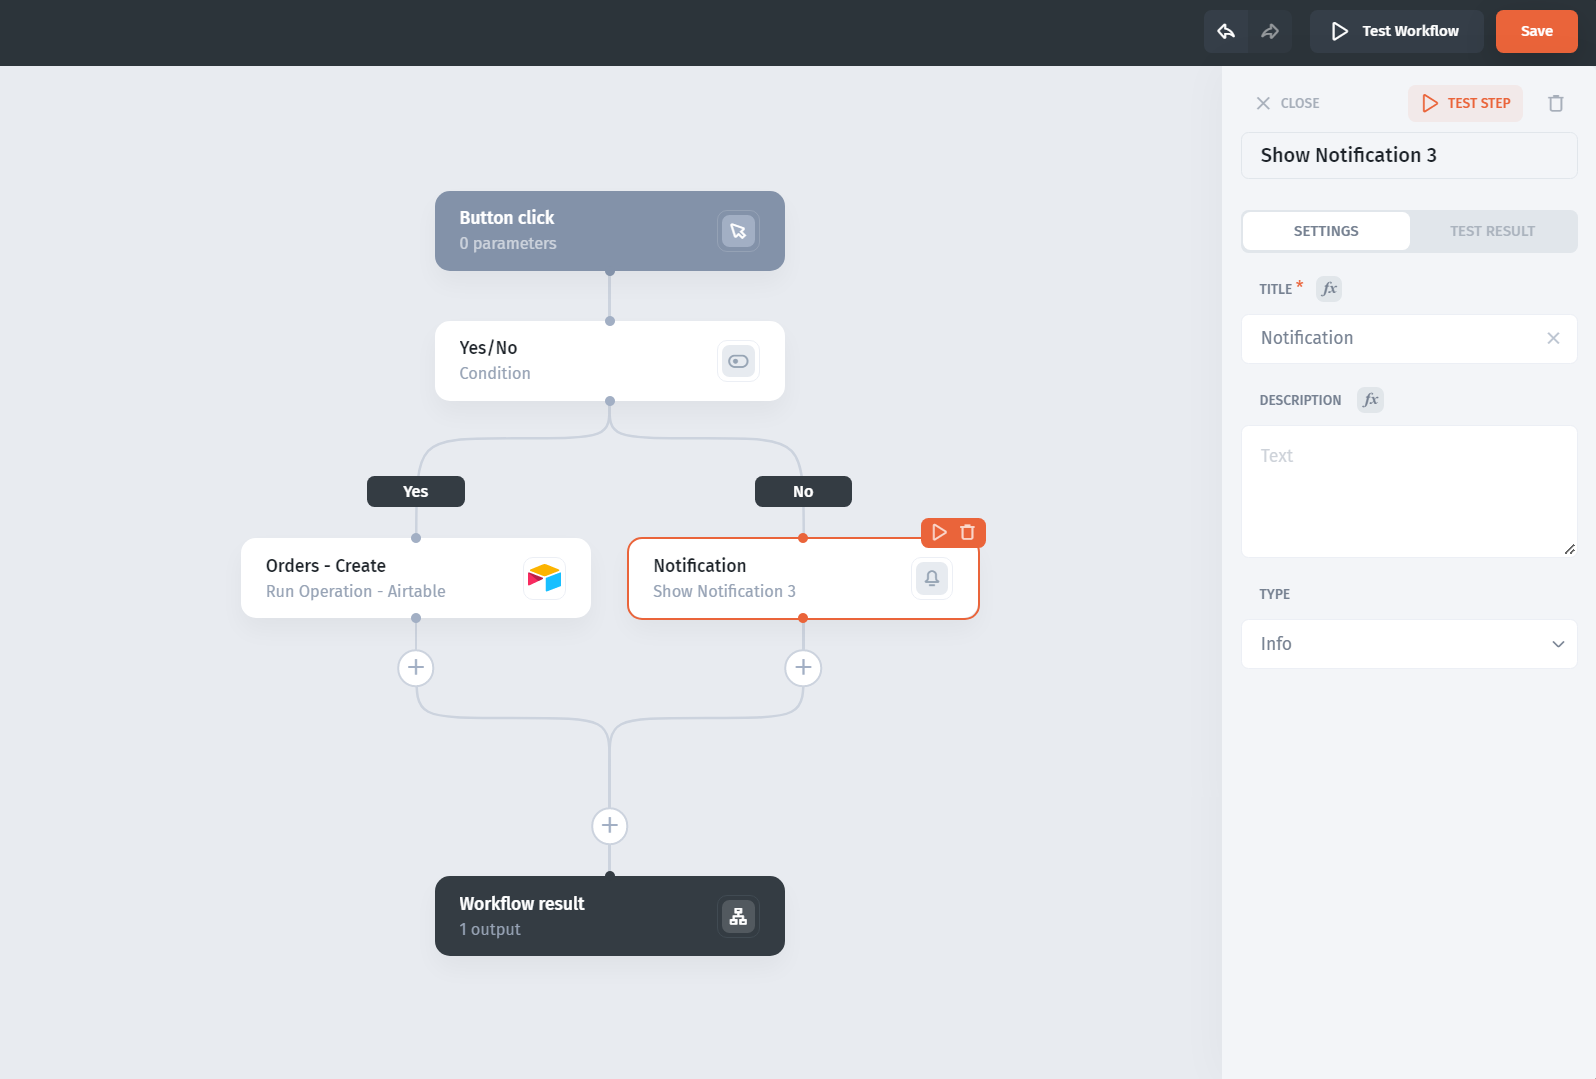 Test Workflow
Save
CLOSE
TEST STEP
Show Notification 3
SETTINGS
TEST RESULT
TITLE *
fx
Notification
DESCRIPTION
fx
Text
TYPE
Info
Button click
0 parameters
Yes/No
Condition
Yes
No
Orders - Create
Run Operation - Airtable
Notification
Show Notification 3
Workflow result
1 output